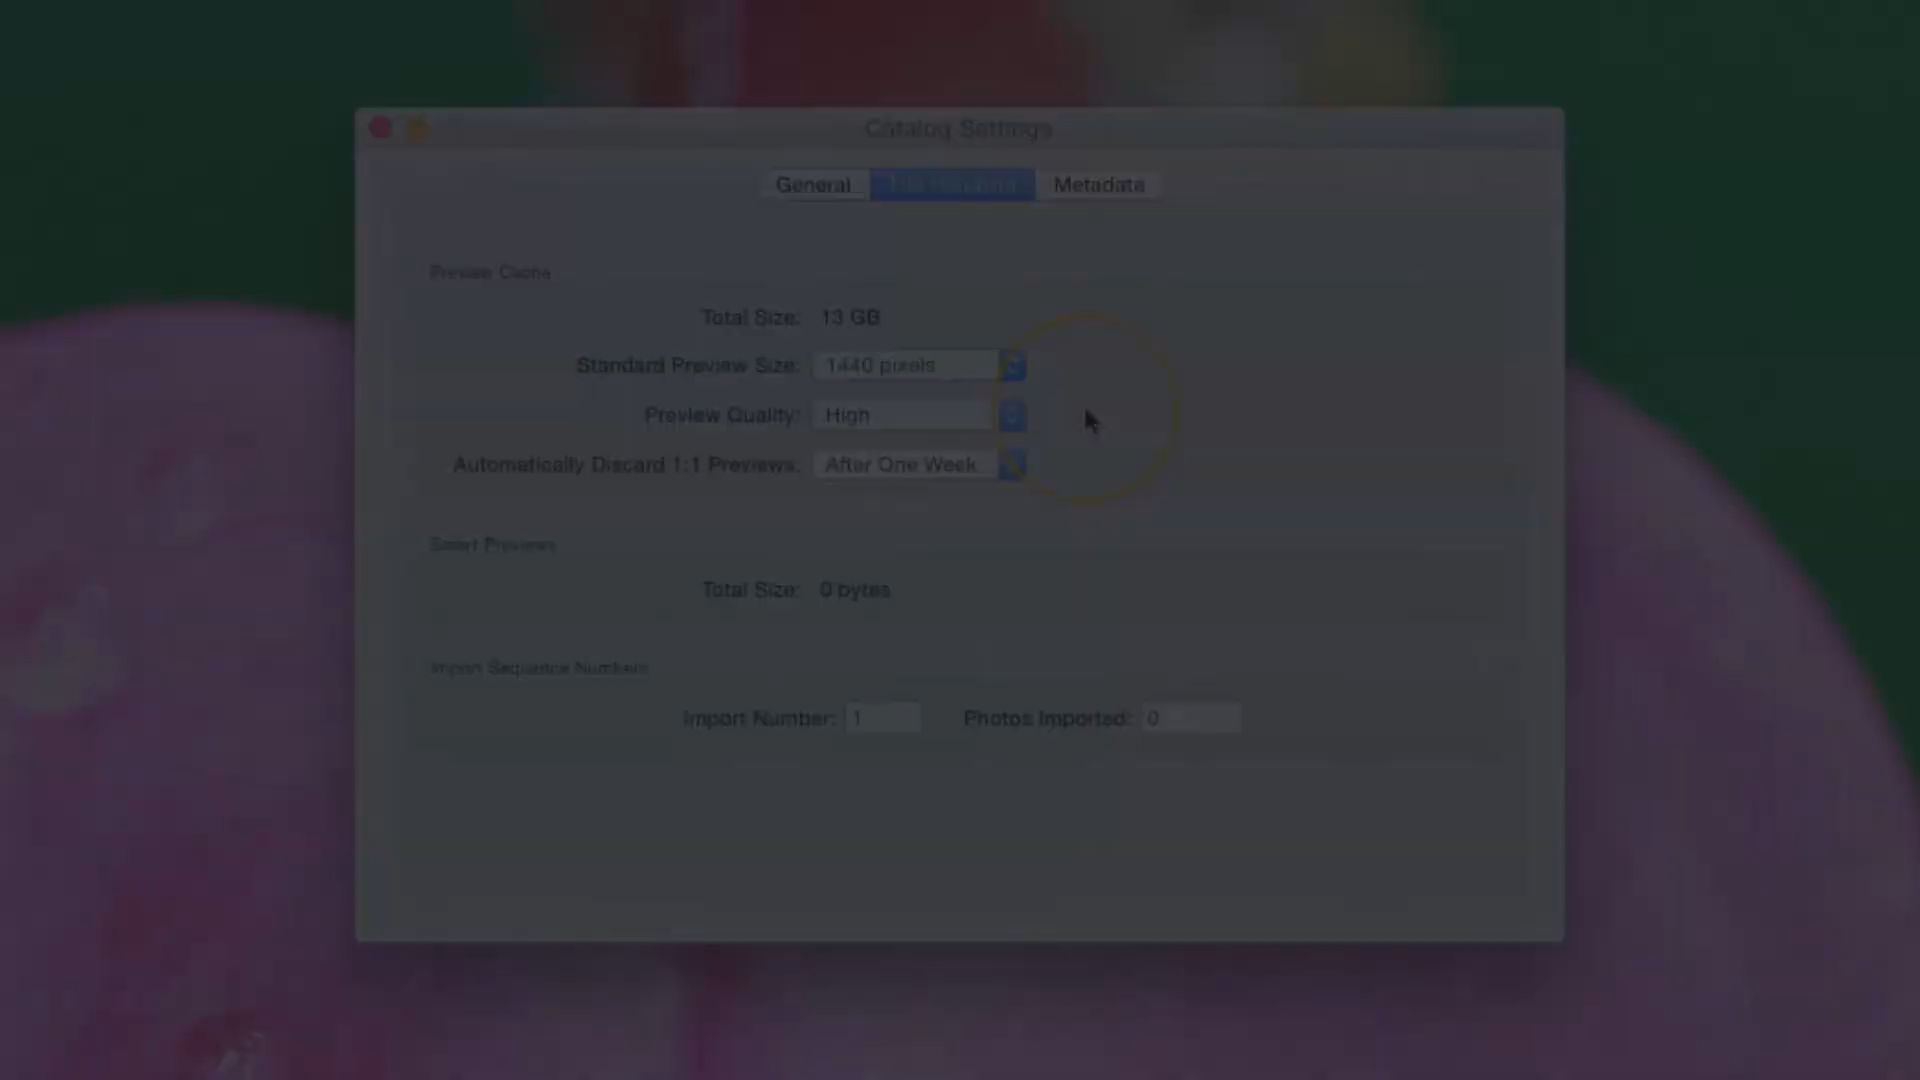 Catalog Settings
General File Handling Metadata
Preview Cache
Total Size: 13 GB
Standard Preview Size: 1440 pixels
Preview Quality: High
Automatically Discard 1:1 Previews: After One Week
Smart Previews
Total Size: 0 bytes
Import Sequence Numbers
Import Number: 1 Photos Imported: 0